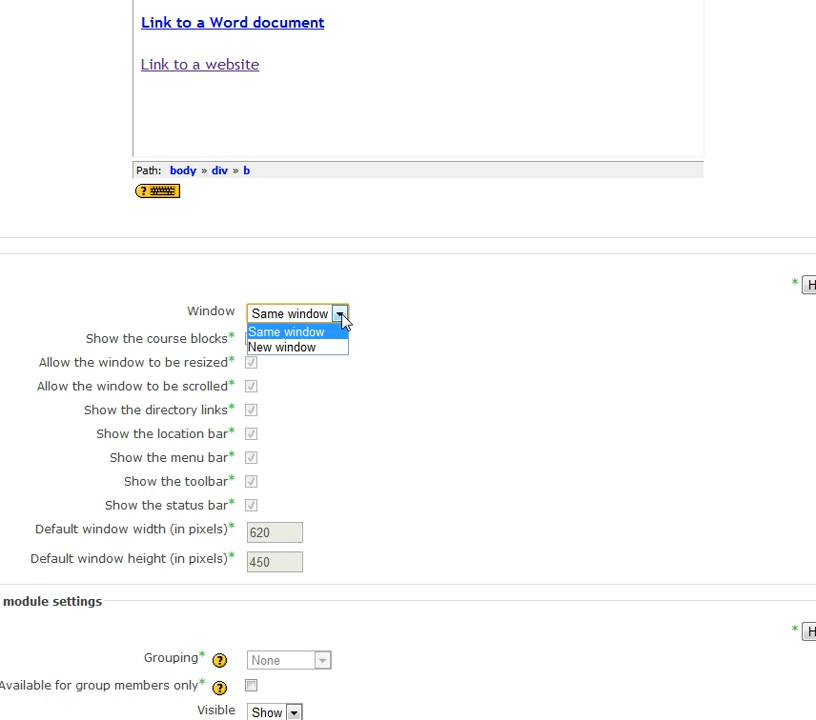 Link to a Word document
Link to a website
Path: body » div » b
?
* H
Window Same window
Same window
New window
Show the course blocks*
Allow the window to be resized*
Allow the window to be scrolled*
Show the directory links*
Show the location bar*
Show the menu bar*
Show the toolbar*
Show the status bar*
Default window width (in pixels)* 620
Default window height (in pixels)* 450
module settings
* H
Grouping* ? None
Available for group members only* ?
Visible Show